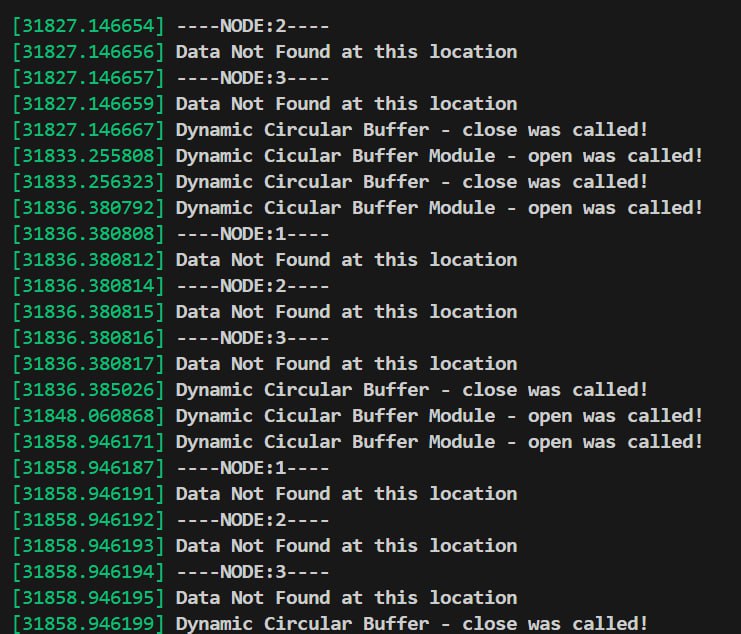 [31827.146654] ----NODE:2----
[31827.146656] Data Not Found at this location
[31827.146657] ----NODE:3----
[31827.146659] Data Not Found at this location
[31827.146667] Dynamic Circular Buffer - close was called!
[31833.255808] Dynamic Cicular Buffer Module - open was called!
[31833.256323] Dynamic Circular Buffer - close was called!
[31836.380792] Dynamic Cicular Buffer Module - open was called!
[31836.380808] ----NODE:1----
[31836.380812] Data Not Found at this location
[31836.380814] ----NODE:2----
[31836.380815] Data Not Found at this location
[31836.380816] ----NODE:3----
[31836.380817] Data Not Found at this location
[31836.385026] Dynamic Circular Buffer - close was called!
[31848.060868] Dynamic Cicular Buffer Module - open was called!
[31858.946171] Dynamic Cicular Buffer Module - open was called!
[31858.946187] ----NODE:1----
[31858.946191] Data Not Found at this location
[31858.946192] ----NODE:2----
[31858.946193] Data Not Found at this location
[31858.946194] ----NODE:3----
[31858.946195] Data Not Found at this location
[31858.946199] Dynamic Circular Buffer - close was called!